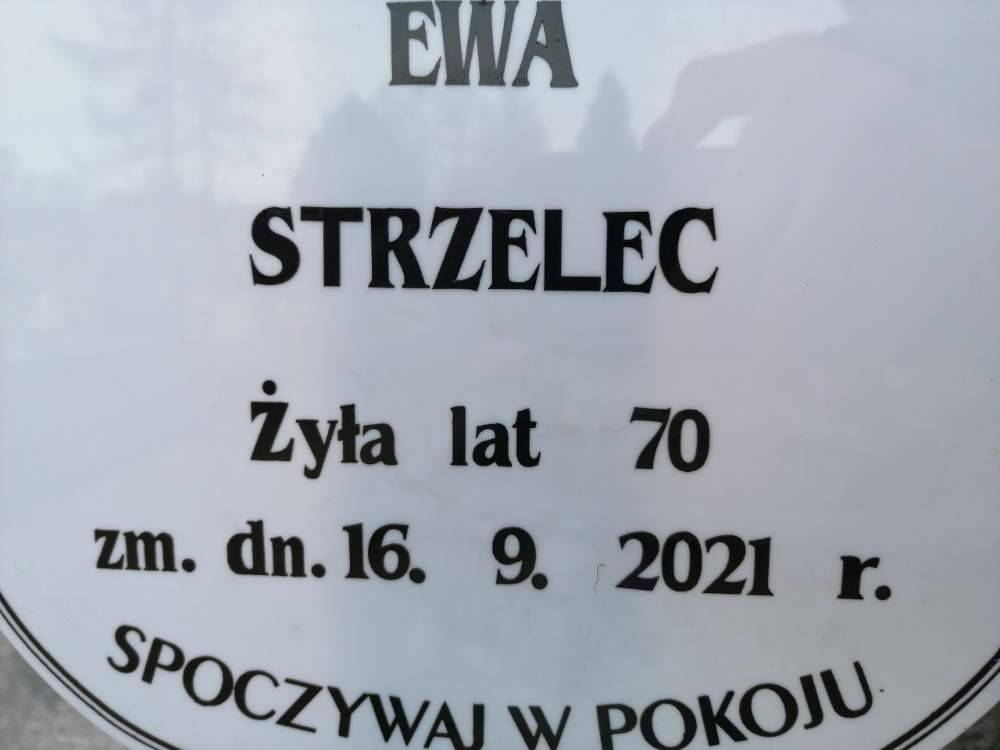 EWA
STRZELEC
Żyła lat 70
zm. dn. 16. 9. 2021 r.
SPOCZYWAJ W POKOJU